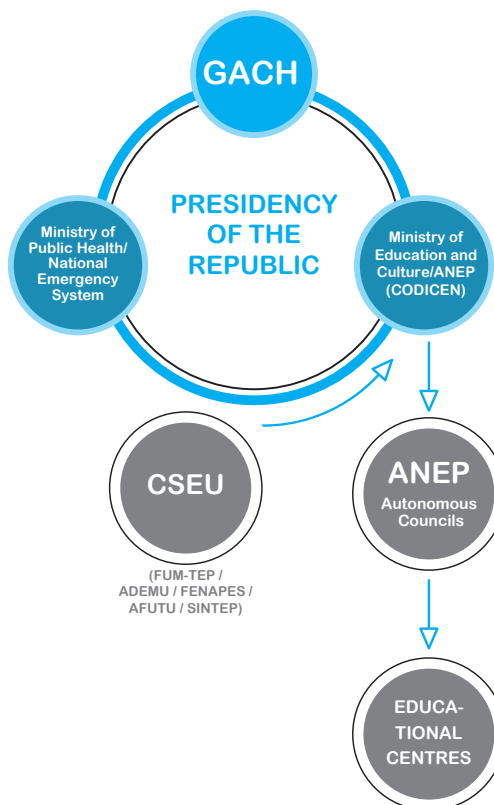 GACH
PRESIDENCY
OF THE
REPUBLIC
Ministry of
Public Health/
National
Emergency
System
Ministry of
Education and
Culture/ANEP
(CODICEN)
CSEU
(FUM-TEP /
ADEMU / FENAPES /
AFUTU / SINTEP)
ANEP
Autonomous
Councils
EDUCA-
TIONAL
CENTRES